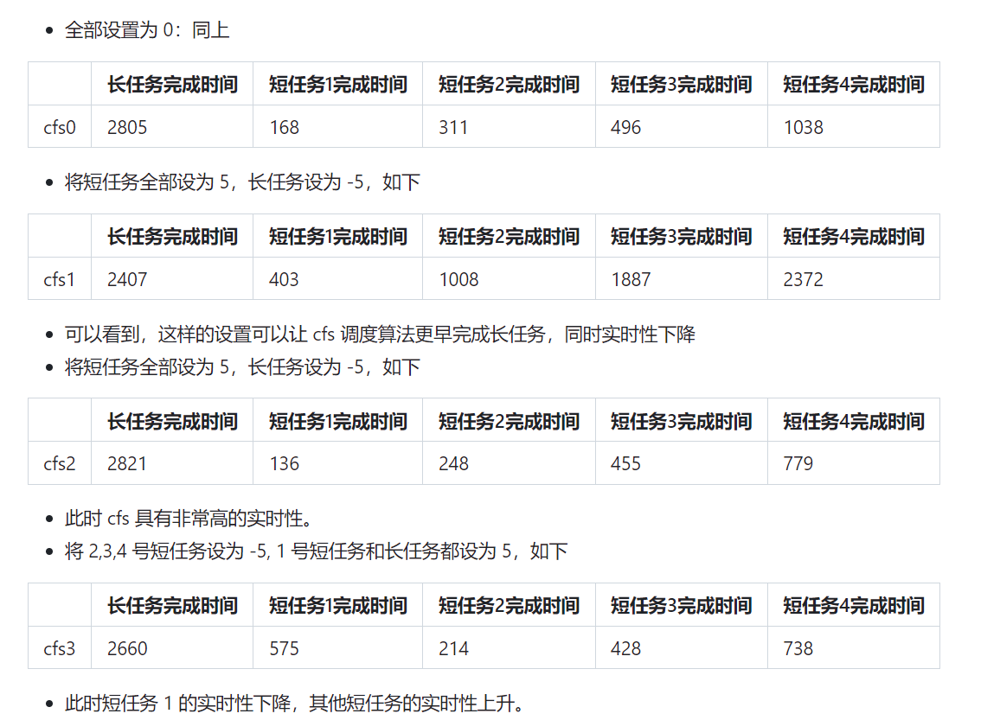 全部设置为 0：同上
长任务完成时间 短任务1完成时间 短任务2完成时间 短任务3完成时间 短任务4完成时间
cfs0 2805 168 311 496 1038
将短任务全部设为 5，长任务设为 -5，如下
长任务完成时间 短任务1完成时间 短任务2完成时间 短任务3完成时间 短任务4完成时间
cfs1 2407 403 1008 1887 2372
可以看到，这样的设置可以让 cfs 调度算法更早完成长任务，同时实时性下降
将短任务全部设为 5，长任务设为 -5，如下
长任务完成时间 短任务1完成时间 短任务2完成时间 短任务3完成时间 短任务4完成时间
cfs2 2821 136 248 455 779
此时 cfs 具有非常高的实时性。
将 2,3,4 号短任务设为 -5, 1 号短任务和长任务都设为 5，如下
长任务完成时间 短任务1完成时间 短任务2完成时间 短任务3完成时间 短任务4完成时间
cfs3 2660 575 214 428 738
此时短任务 1 的实时性下降，其他短任务的实时性上升。